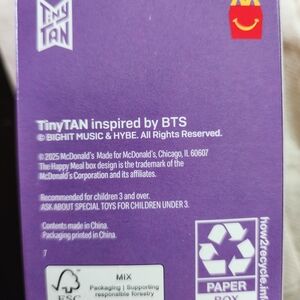 TINY
TAN
TinyTAN inspired by BTS
© BIGHIT MUSIC & HYBE. All Rights Reserved.
© 2025 McDonald's Made for McDonald's, Chicago, IL 60607
The Happy Meal box design is the trademark of the
McDonald's Corporation and its affiliates.
Recommended for children 3 and over.
ASK ABOUT SPECIAL TOYS FOR CHILDREN UNDER 3.
Contents made in China.
Packaging printed in China.
7
FSC
MIX
Packaging | Supporting
responsible forestry
PAPER
BOX
how2recycle.info